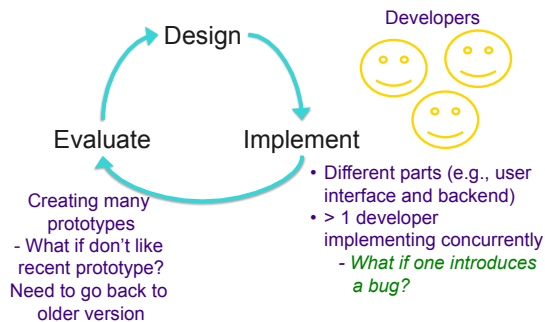 Developers
Design
Evaluate
Implement
Creating many
prototypes
- What if don't like
recent prototype?
Need to go back to
older version
• Different parts (e.g., user
interface and backend)
• > 1 developer
implementing concurrently
- What if one introduces
a bug?